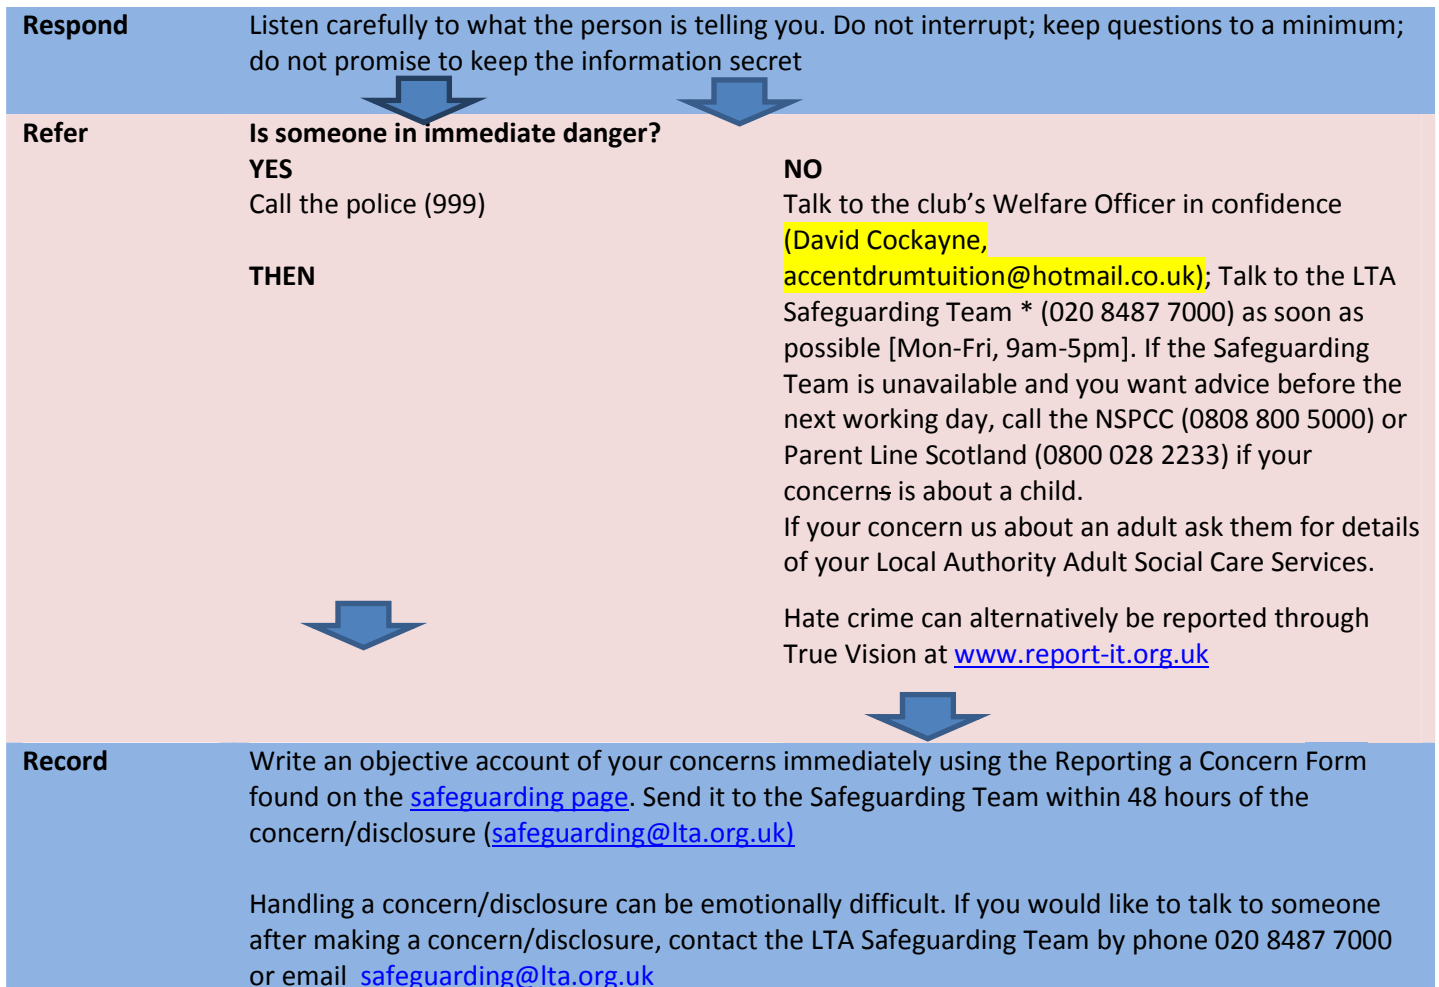 Respond
Listen carefully to what the person is telling you. Do not interrupt; keep questions to a minimum;
do not promise to keep the information secret
Refer
Is someone in immediate danger?
YES
Call the police (999)
THEN
NO
Talk to the club’s Welfare Officer in confidence
(David Cockayne,
accentdrumtuition@hotmail.co.uk); Talk to the LTA
Safeguarding Team * (020 8487 7000) as soon as
possible [Mon-Fri, 9am-5pm]. If the Safeguarding
Team is unavailable and you want advice before the
next working day, call the NSPCC (0808 800 5000) or
Parent Line Scotland (0800 028 2233) if your
concerns is about a child.
If your concern us about an adult ask them for details
of your Local Authority Adult Social Care Services.
Hate crime can alternatively be reported through
True Vision at www.report-it.org.uk
Record
Write an objective account of your concerns immediately using the Reporting a Concern Form
found on the safeguarding page. Send it to the Safeguarding Team within 48 hours of the
concern/disclosure (safeguarding@lta.org.uk)
Handling a concern/disclosure can be emotionally difficult. If you would like to talk to someone
after making a concern/disclosure, contact the LTA Safeguarding Team by phone 020 8487 7000
or email safeguarding@lta.org.uk